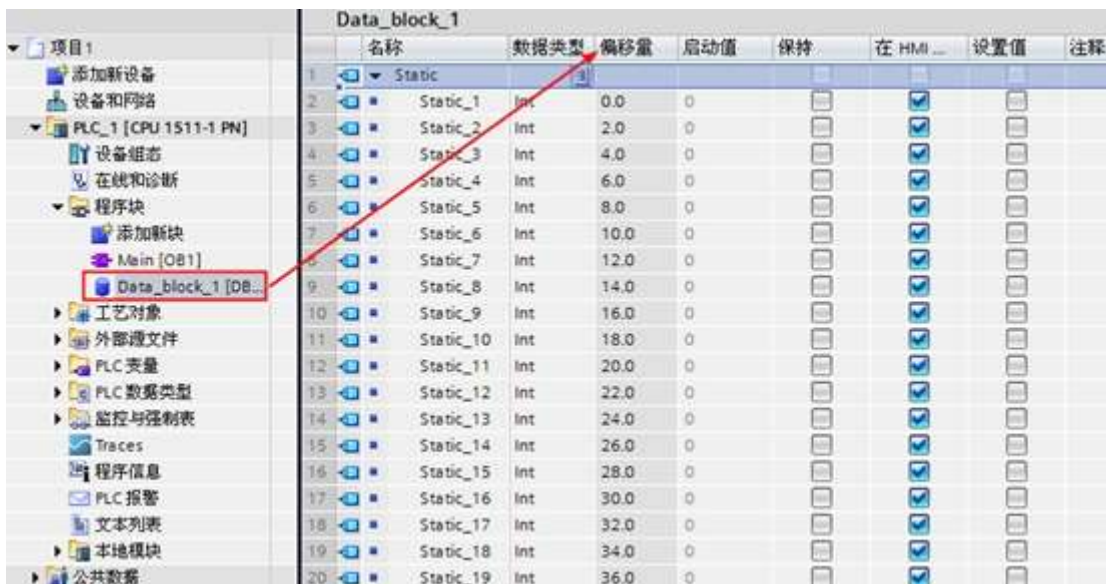 Data_block_1
项目1
添加新设备
设备和网络
PLC_1 [CPU 1511-1 PN]
设备组态
在线和诊断
程序块
添加新块
Main [OB1]
Data_block_1 [DB...
工艺对象
外部源文件
PLC 变量
PLC 数据类型
监控与强制表
Traces
程序信息
PLC 报警
文本列表
本地模块
公共数据
名称 数据类型 偏移量 启动值 保持 在 HMI ... 设置值 注释
1 Static
2 Static_1 Int 0.0 0
3 Static_2 Int 2.0 0
4 Static_3 Int 4.0 0
5 Static_4 Int 6.0 0
6 Static_5 Int 8.0 0
7 Static_6 Int 10.0 0
8 Static_7 Int 12.0 0
9 Static_8 Int 14.0 0
10 Static_9 Int 16.0 0
11 Static_10 Int 18.0 0
12 Static_11 Int 20.0 0
13 Static_12 Int 22.0 0
14 Static_13 Int 24.0 0
15 Static_14 Int 26.0 0
16 Static_15 Int 28.0 0
17 Static_16 Int 30.0 0
18 Static_17 Int 32.0 0
19 Static_18 Int 34.0 0
20 Static_19 Int 36.0 0